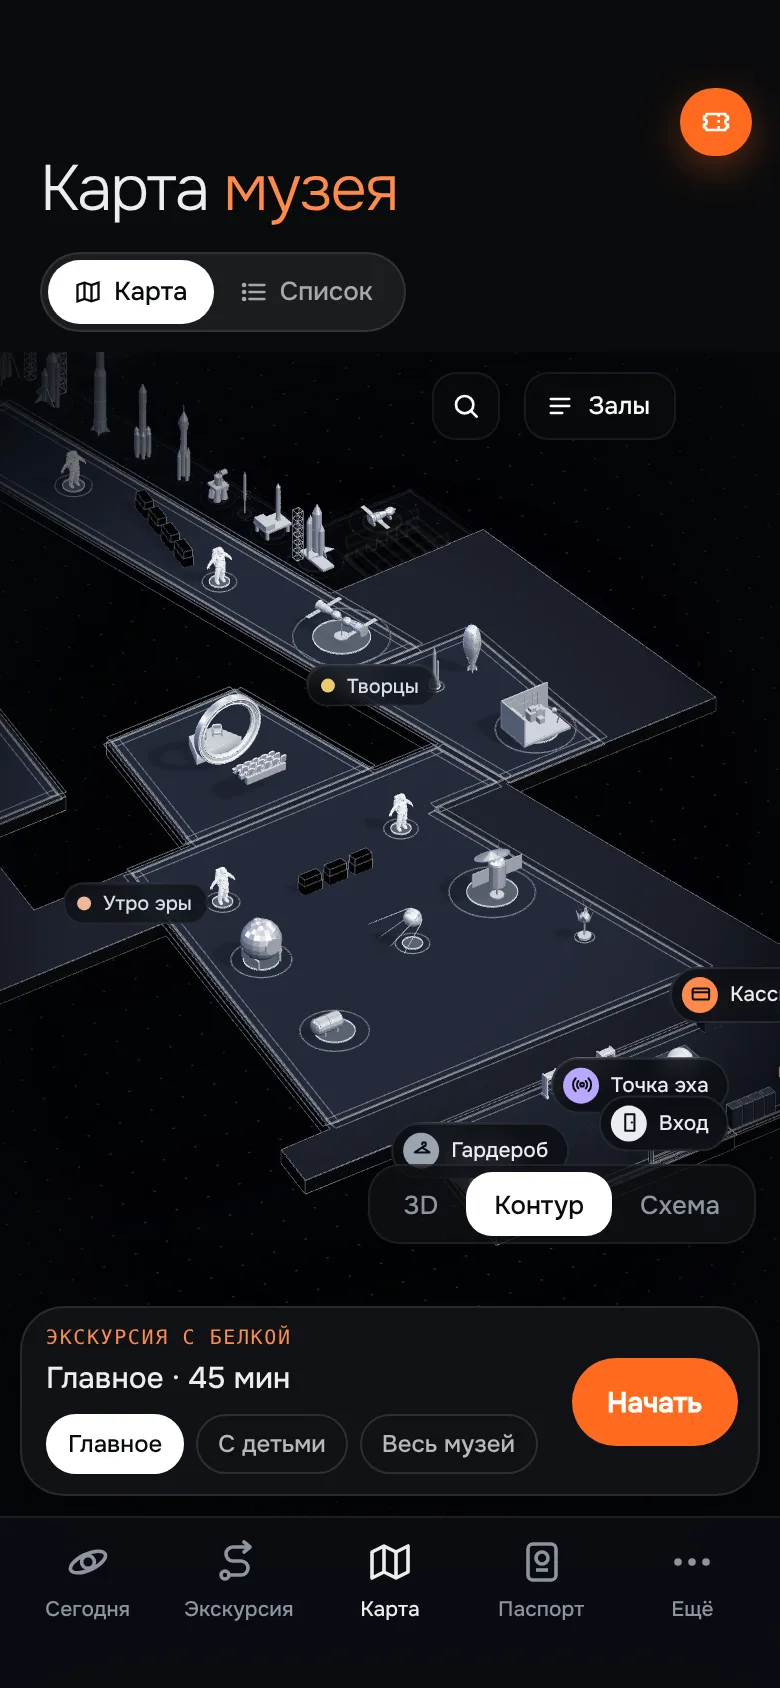 Карта музея
Карта
Список
Залы
Творцы
Утро эры
Точка эха
Вход
Гардероб
3D
Контур
Схема
ЭКСКУРСИЯ С БЕЛКОЙ
Главное · 45 мин
Главное
С детьми
Весь музей
Начать
Сегодня
Экскурсия
Карта
Паспорт
Ещё